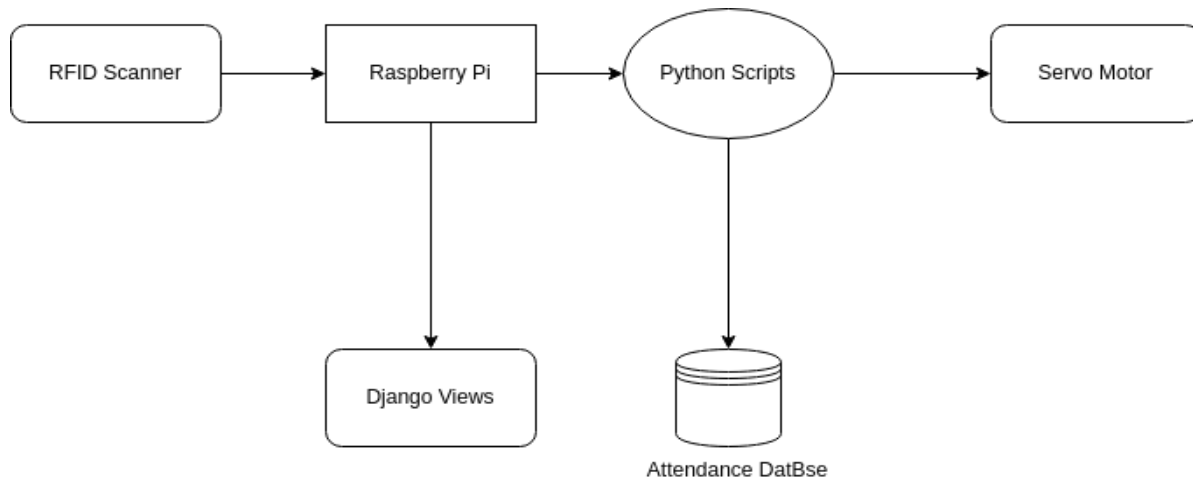 RFID Scanner
Raspberry Pi
Python Scripts
Servo Motor
Django Views
Attendance DatBse